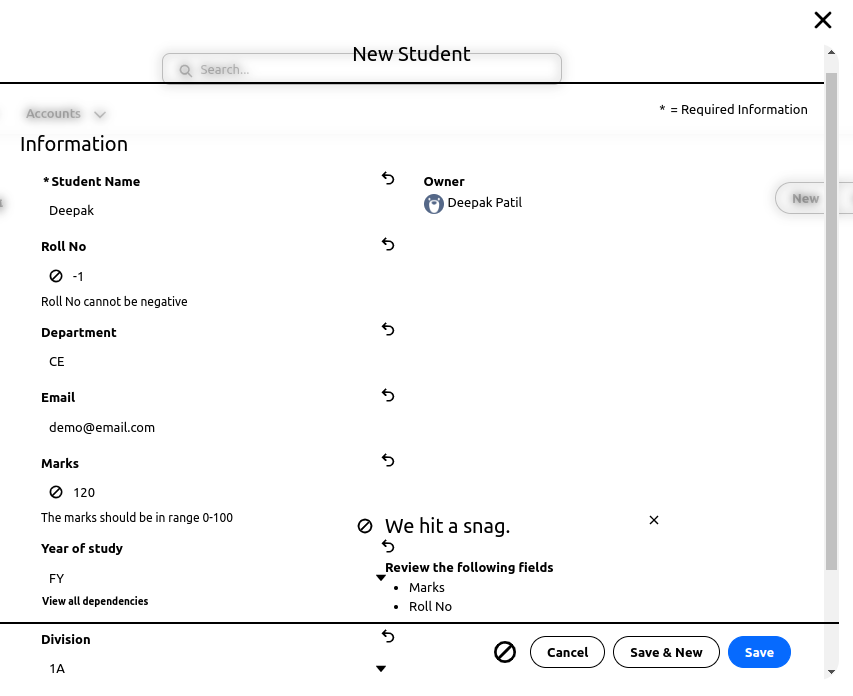 New Student
Search...
Accounts
* = Required Information
Information
* Student Name
Deepak
Owner
Deepak Patil
New
Roll No
-1
Roll No cannot be negative
Department
CE
Email
demo@email.com
Marks
120
The marks should be in range 0-100
We hit a snag.
Review the following fields
Marks
Roll No
Year of study
FY
View all dependencies
Division
1A
Cancel
Save & New
Save